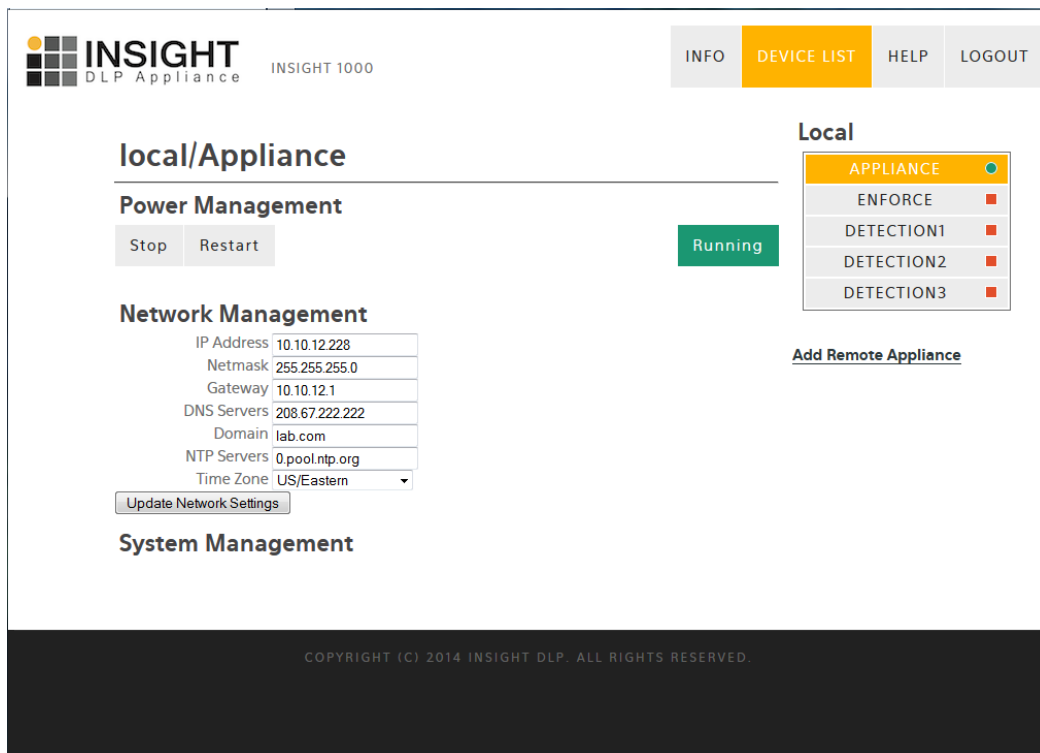 INSIGHT
DLP Appliance
INSIGHT 1000
INFO
DEVICE LIST
HELP
LOGOUT
local/Appliance
Power Management
Stop
Restart
Running
Network Management
IP Address 10.10.12.228
Netmask 255.255.255.0
Gateway 10.10.12.1
DNS Servers 208.67.222.222
Domain lab.com
NTP Servers 0.pool.ntp.org
Time Zone US/Eastern
Update Network Settings
System Management
Local
APPLIANCE
ENFORCE
DETECTION1
DETECTION2
DETECTION3
Add Remote Appliance
COPYRIGHT (C) 2014 INSIGHT DLP. ALL RIGHTS RESERVED.